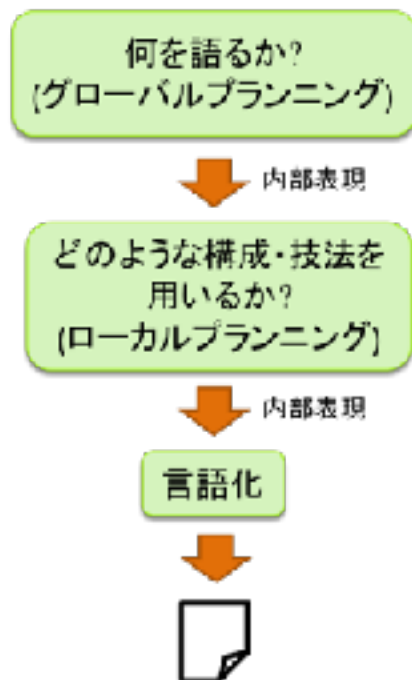 何を語るか?
(グローバルプランニング)
内部表現
どのような構成・技法を
用いるか?
(ローカルプランニング)
内部表現
言語化